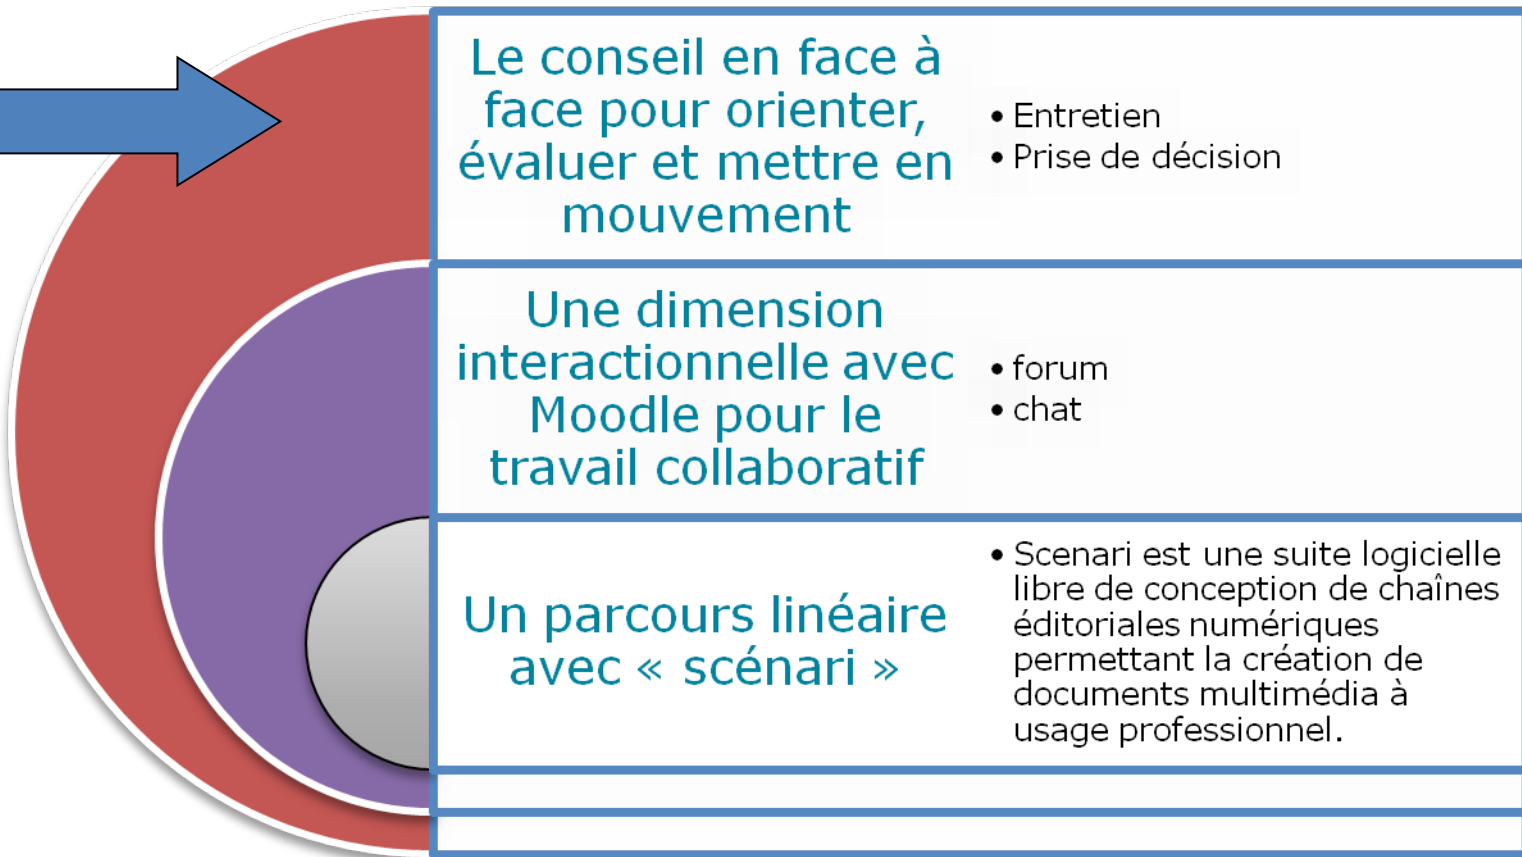 Le conseil en face à
face pour orienter,
évaluer et mettre en
mouvement
• Entretien
• Prise de décision
Une dimension
interactionnelle avec
Moodle pour le
travail collaboratif
• forum
• chat
Un parcours linéaire
avec « scénari »
• Scenari est une suite logicielle
libre de conception de chaînes
éditoriales numériques
permettant la création de
documents multimédia à
usage professionnel.